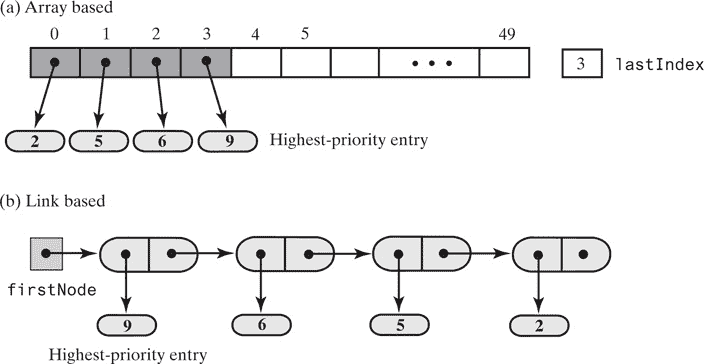 (a) Array based
0 1 2 3 4 5 49
3 lastIndex
2 5 6 9 Highest-priority entry
(b) Link based
firstNode
9 6 5 2
Highest-priority entry